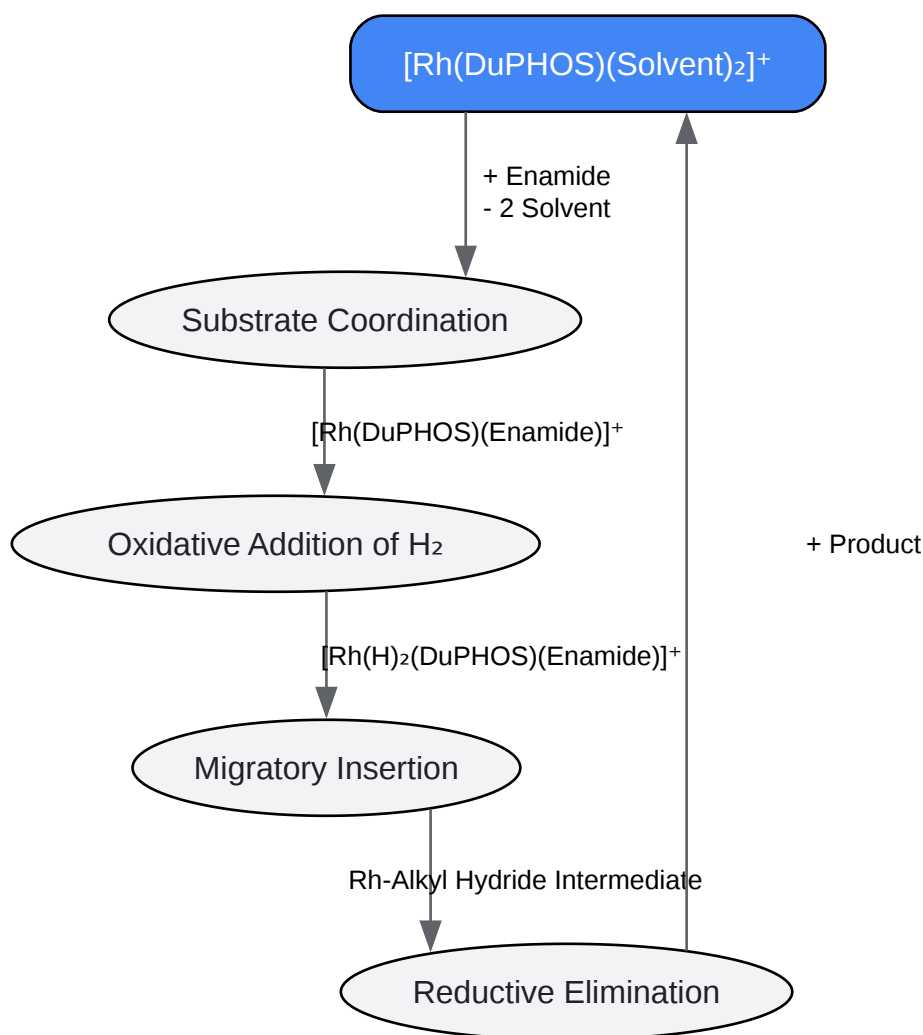 [Rh(DuPHOS)(Solvent)₂]⁺
+ Enamide
- 2 Solvent
Substrate Coordination
[Rh(DuPHOS)(Enamide)]⁺
Oxidative Addition of H₂
+ Product
[Rh(H)₂(DuPHOS)(Enamide)]⁺
Migratory Insertion
Rh-Alkyl Hydride Intermediate
Reductive Elimination